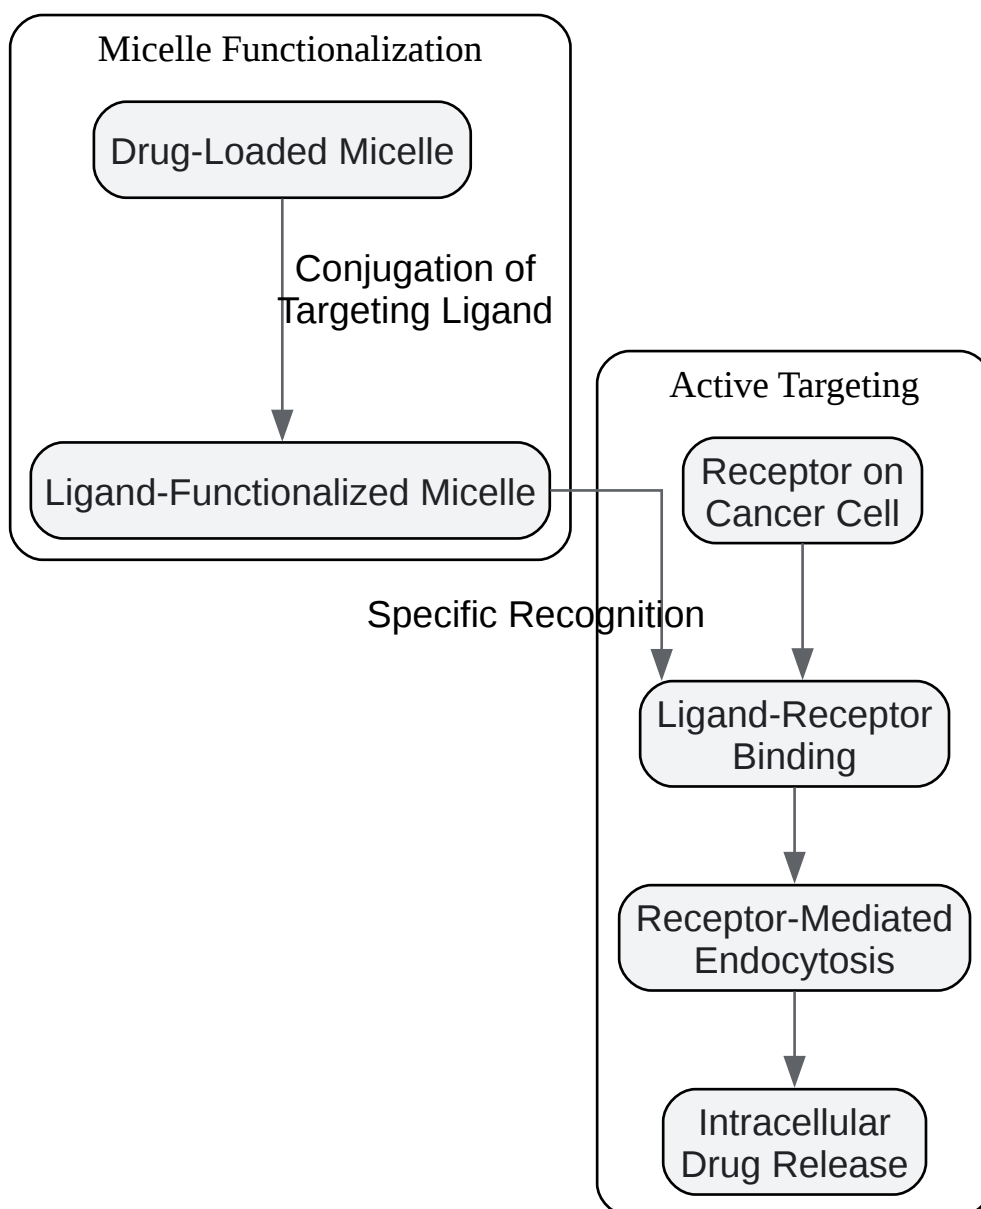 Micelle Functionalization
Drug-Loaded Micelle
Conjugation of
Targeting Ligand
Ligand-Functionalized Micelle
Active Targeting
Receptor on
Cancer Cell
Specific Recognition
Ligand-Receptor
Binding
Receptor-Mediated
Endocytosis
Intracellular
Drug Release